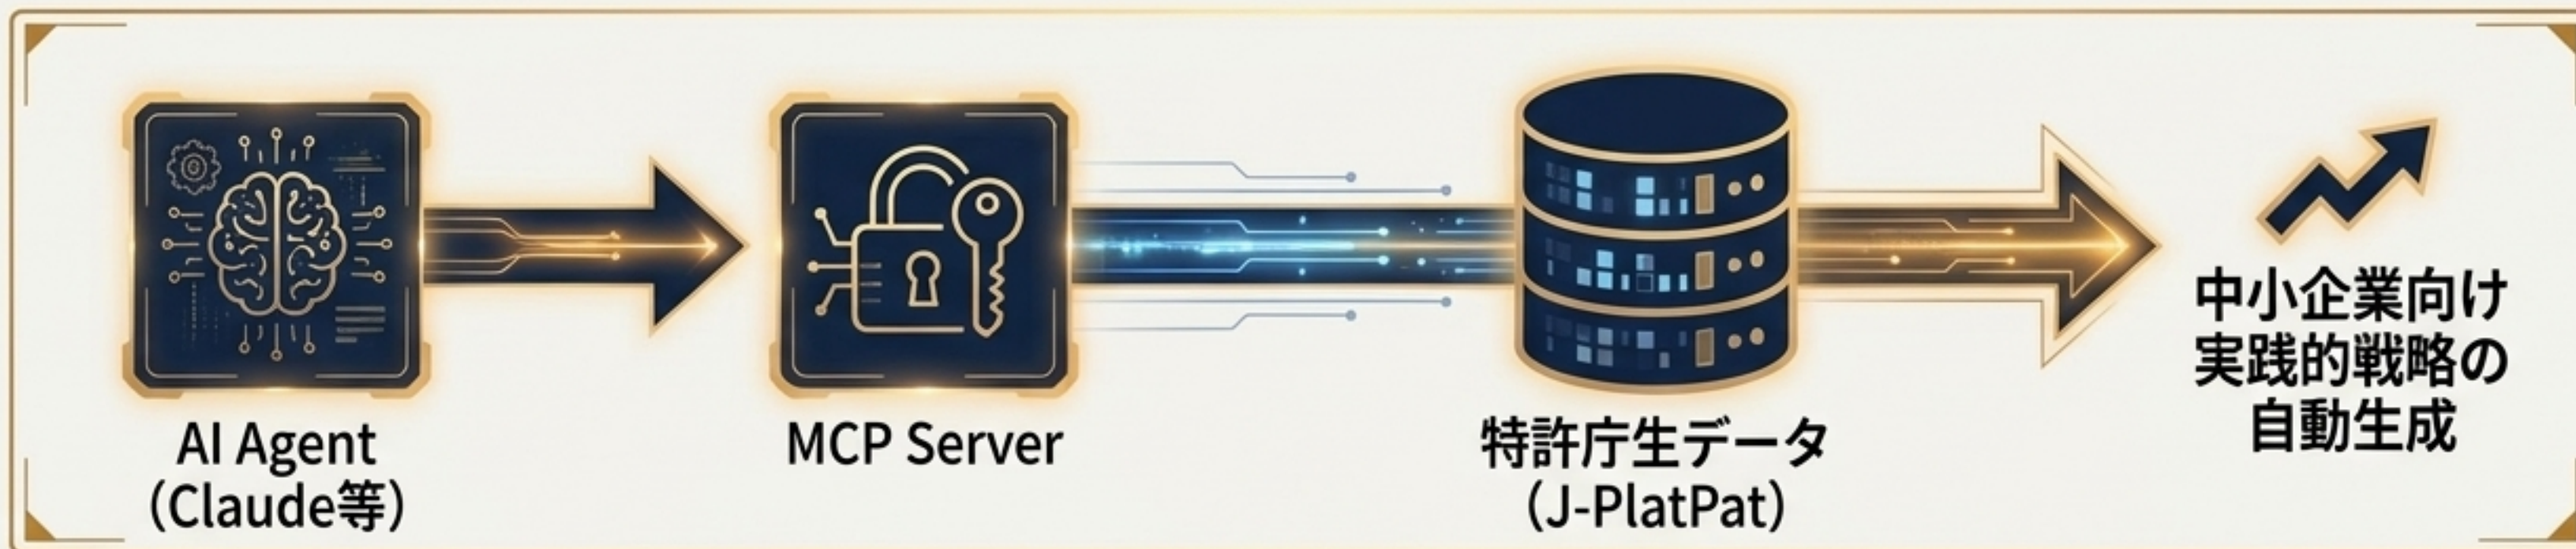 AI Agent
（Claude等）
MCP Server
特許庁生データ
（J-PlatPat）
中小企業向け
実践的戦略の
自動生成